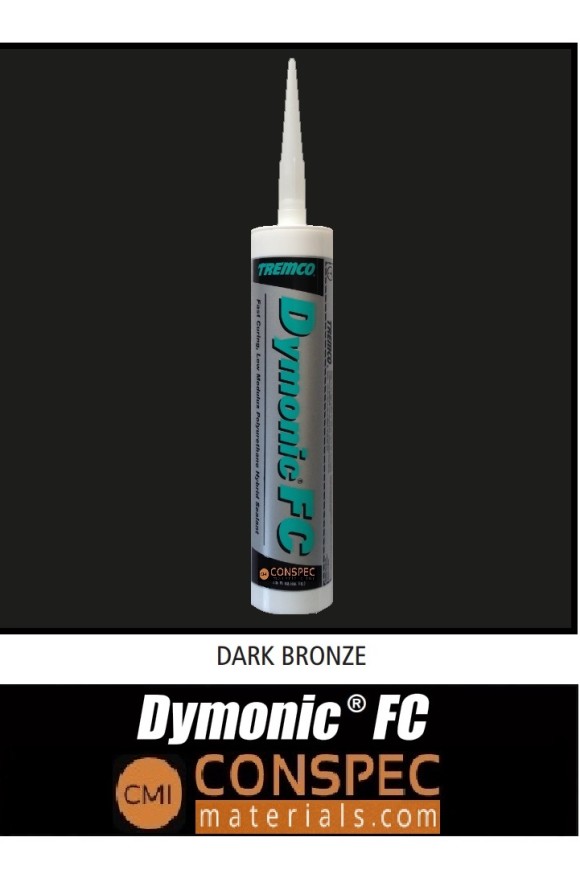 TREMCO
Dymonic® FC
Fast Curing, Low Modulus Polyurethane Hybrid Sealant
TREMCO
CONSPEC
DARK BRONZE
Dymonic® FC
CMI
CONSPEC
materials.com